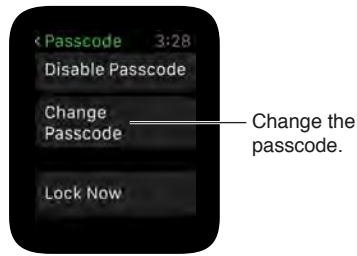 <Passcode 3:28
Disable Passcode
Change
Passcode
Change the
passcode.
Lock Now